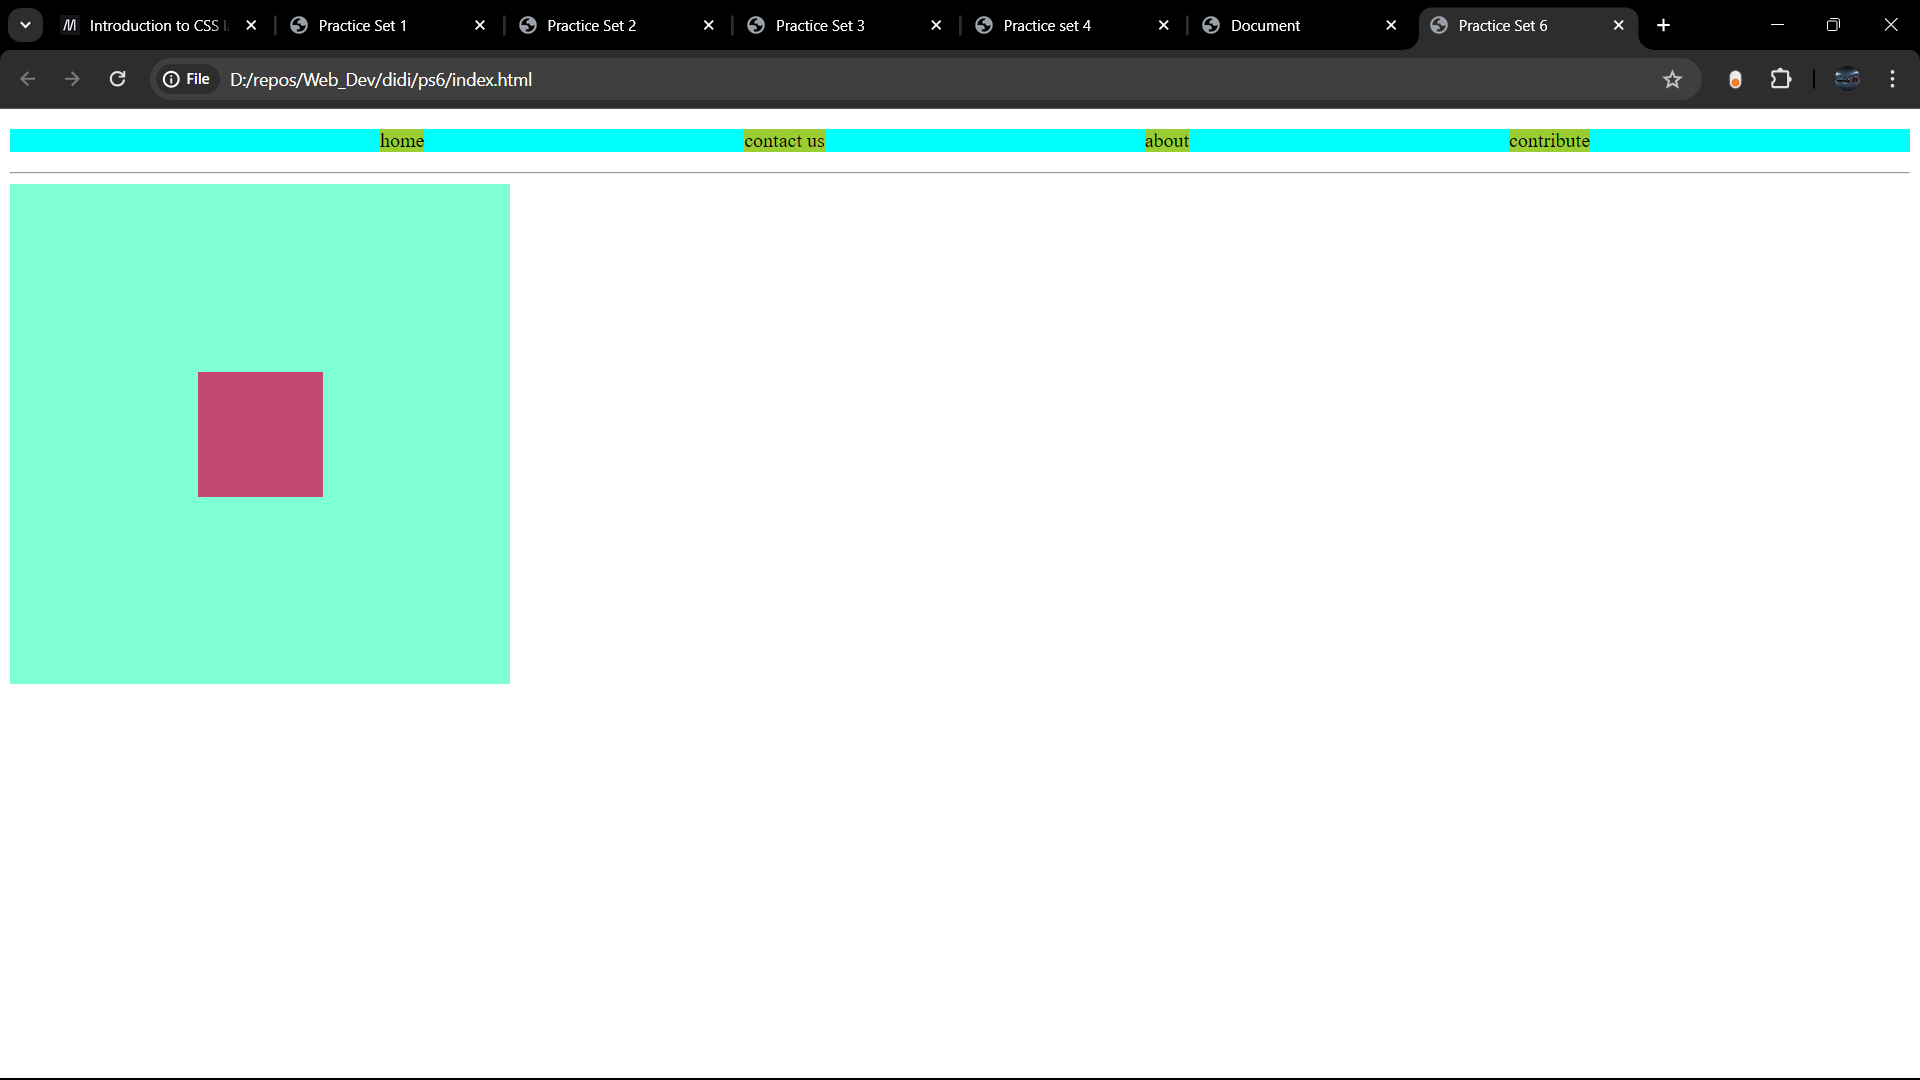 Introduction to CSS
Practice Set 1
Practice Set 2
Practice Set 3
Practice set 4
Document
Practice Set 6
File
D:/repos/Web_Dev/didi/ps6/index.html
home
contact us
about
contribute